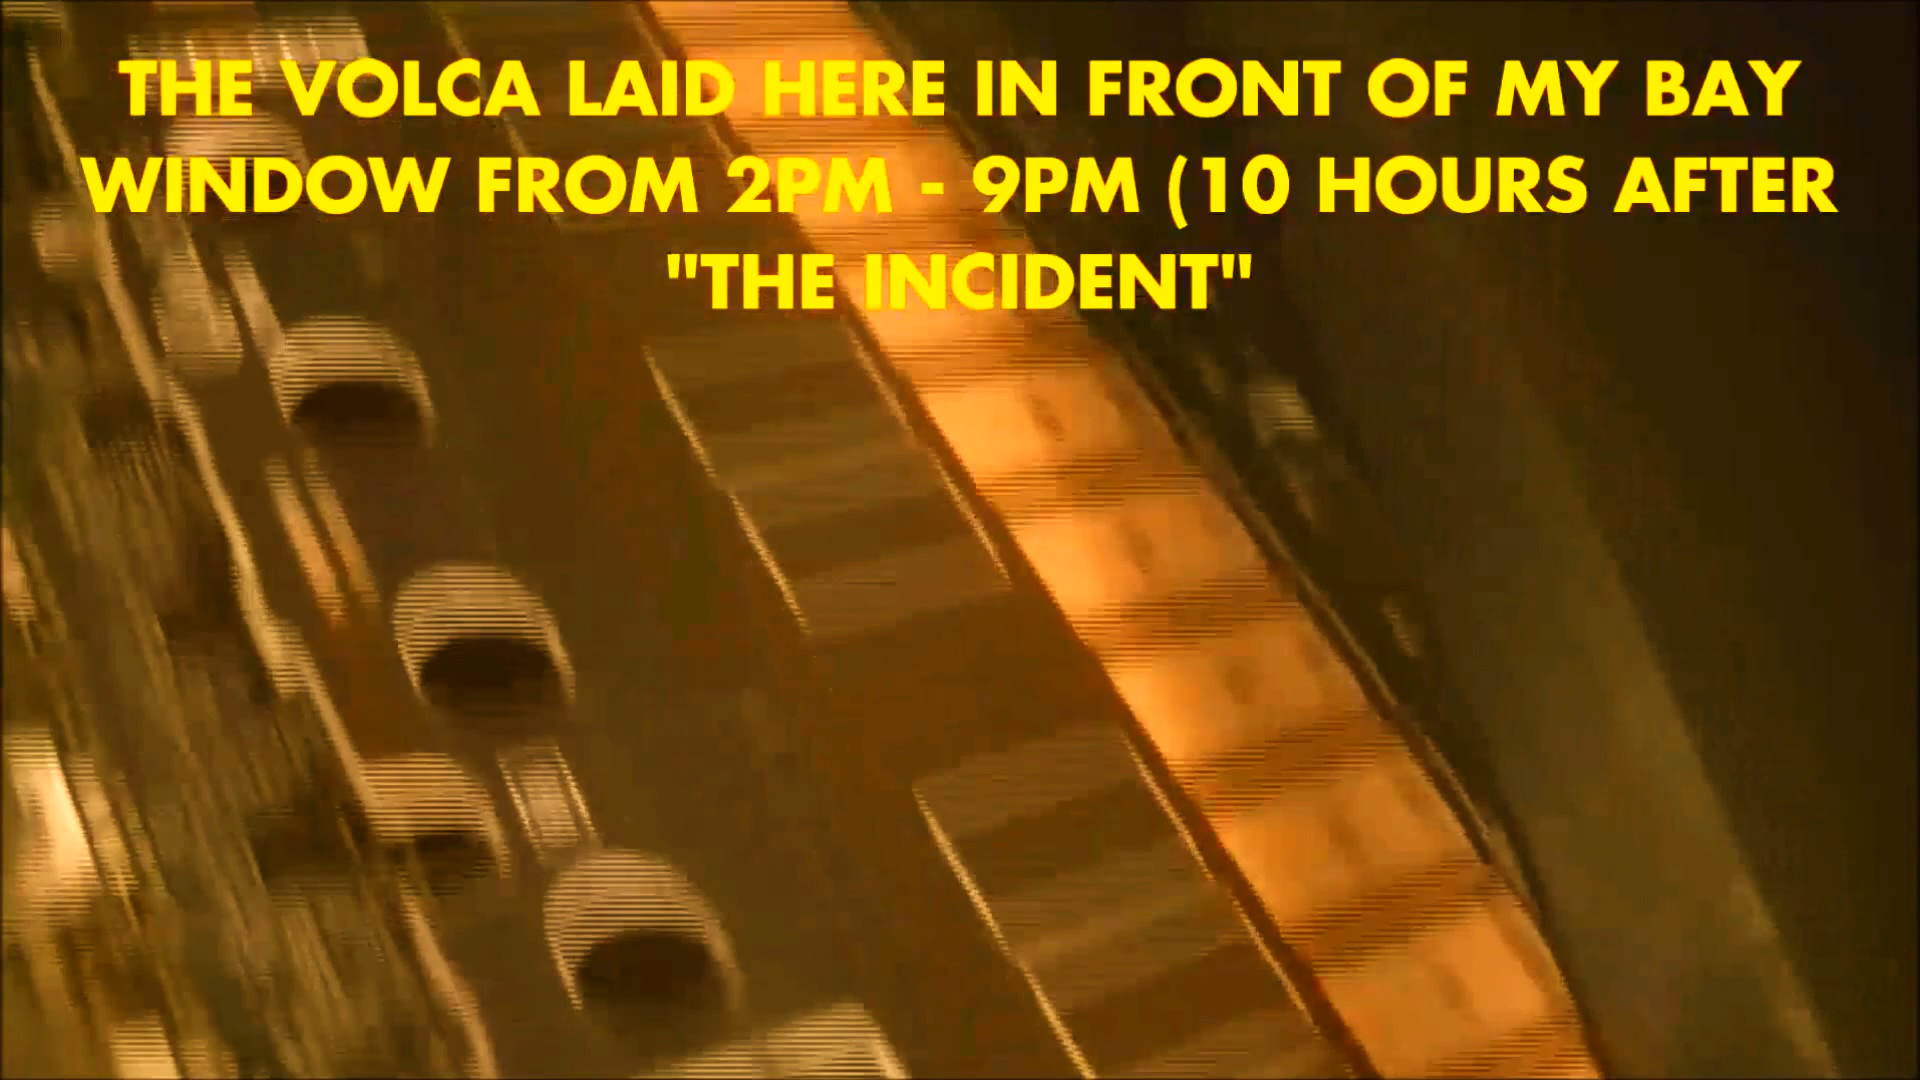 THE VOLCA LAID HERE IN FRONT OF MY BAY
WINDOW FROM 2PM - 9PM (10 HOURS AFTER
"THE INCIDENT"